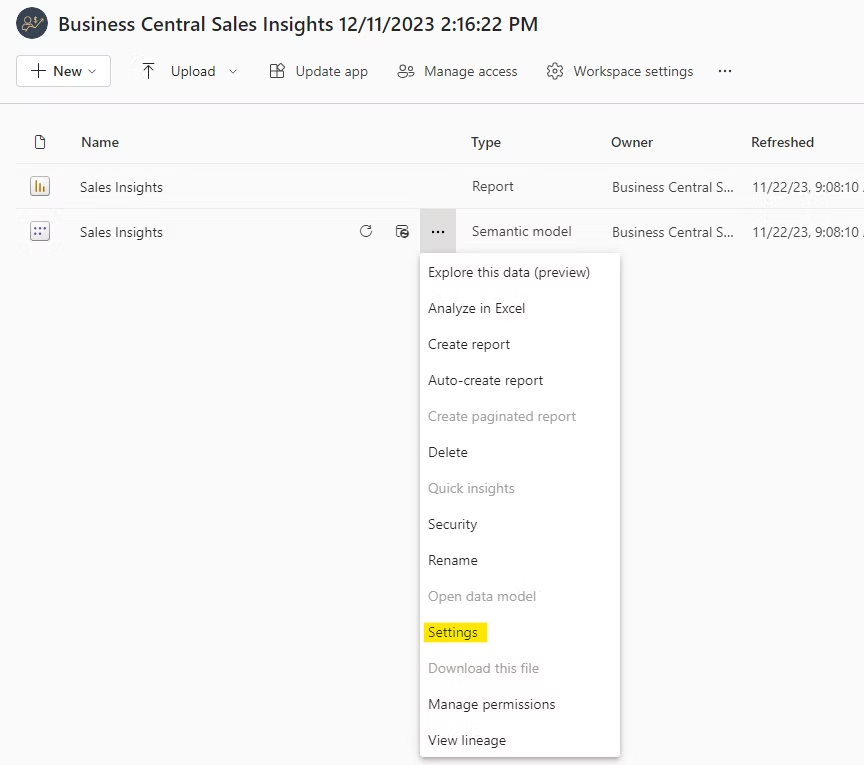 Business Central Sales Insights 12/11/2023 2:16:22 PM
New Upload Update app Manage access Workspace settings ...
Name Type Owner Refreshed
Sales Insights Report Business Central S... 11/22/23, 9:08:10
Sales Insights ... Semantic model Business Central S... 11/22/23, 9:08:10
Explore this data (preview)
Analyze in Excel
Create report
Auto-create report
Create paginated report
Delete
Quick insights
Security
Rename
Open data model
Settings
Download this file
Manage permissions
View lineage